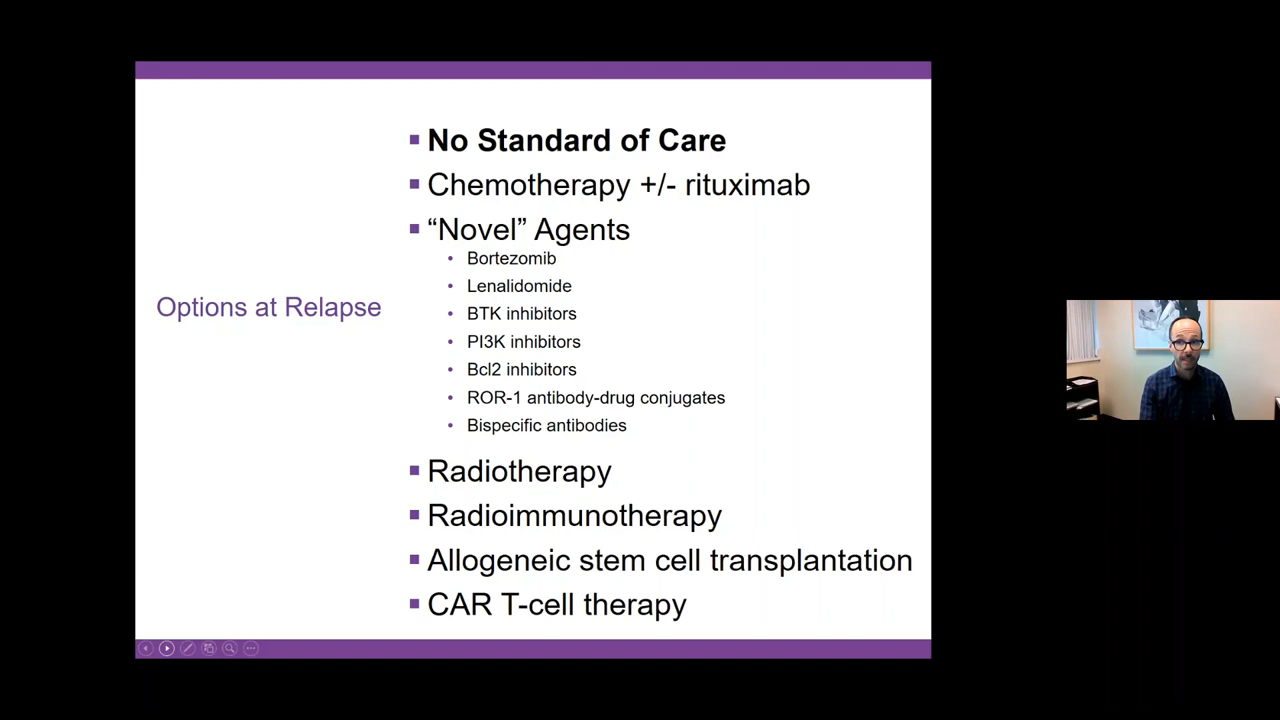 Options at Relapse
No Standard of Care
Chemotherapy +/- rituximab
“Novel” Agents
Bortezomib
Lenalidomide
BTK inhibitors
PI3K inhibitors
Bcl2 inhibitors
ROR-1 antibody-drug conjugates
Bispecific antibodies
Radiotherapy
Radioimmunotherapy
Allogeneic stem cell transplantation
CAR T-cell therapy